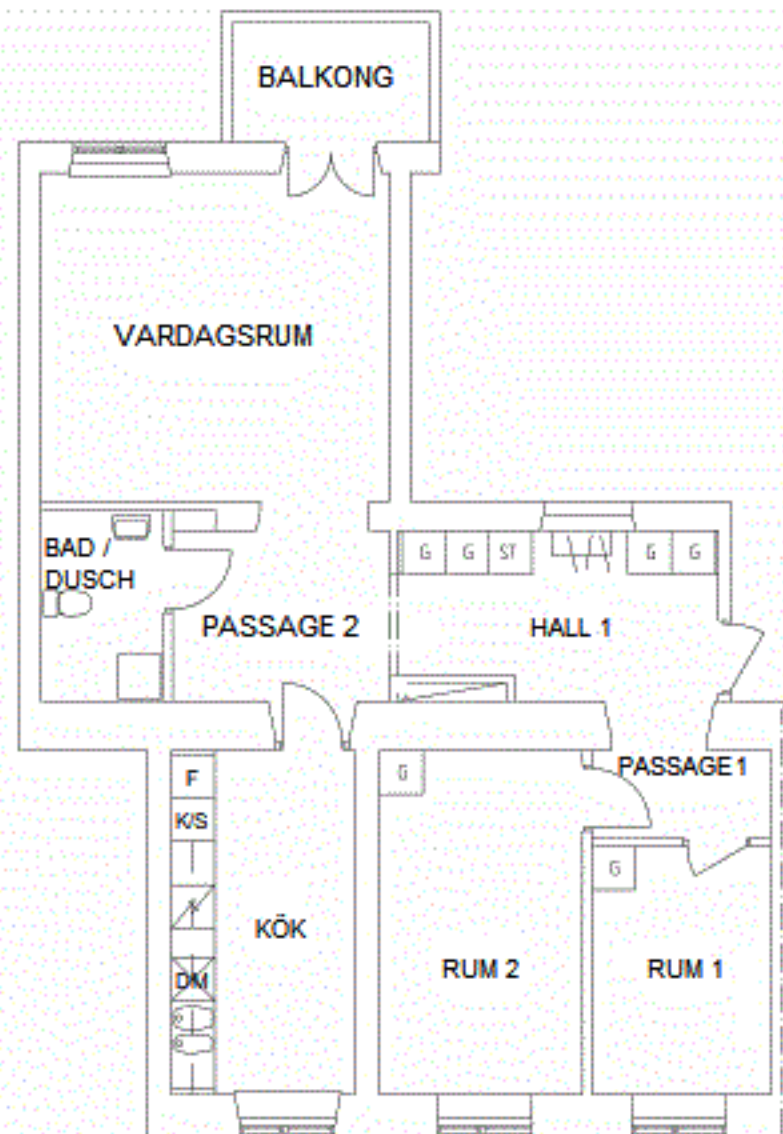 BALKONG
VARDAGSRUM
BAD /
DUSCH
G G ST G G
PASSAGE 2
HALL 1
PASSAGE 1
F
G
K/S
G
KÖK
RUM 2
RUM 1
DM